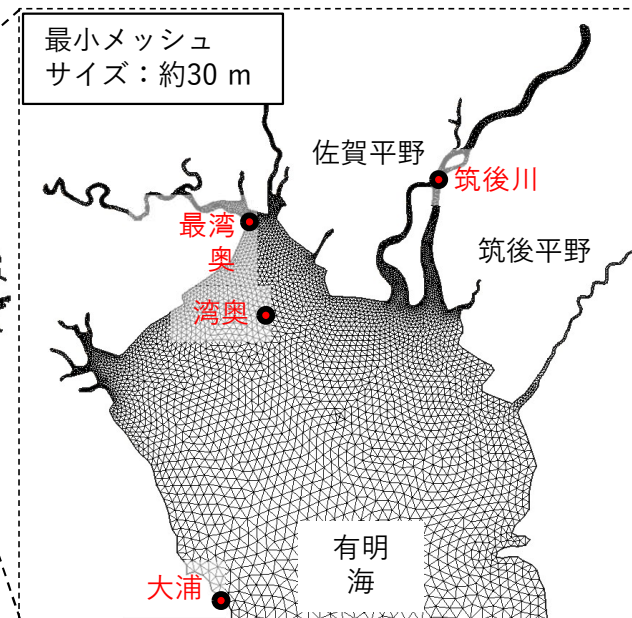 最小メッシュ
サイズ：約30 m
佐賀平野
筑後川
最湾
奥
筑後平野
湾奥
有明
海
大浦